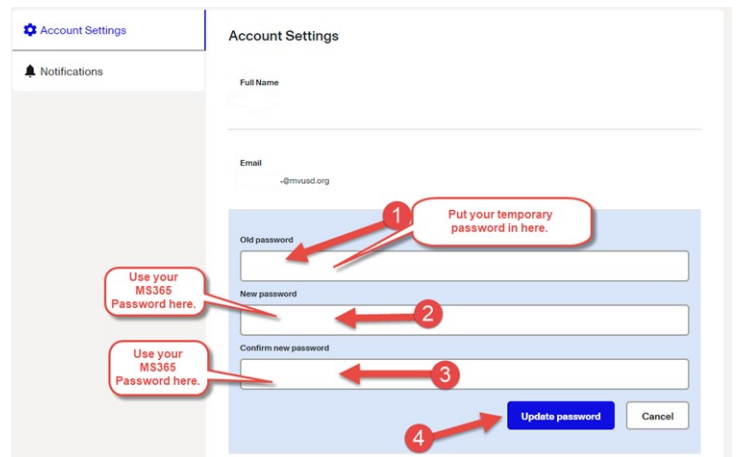 Account Settings
Notifications
Account Settings
Full Name
Email
-@mvusd.org
1
Put your temporary
password in here.
Old password
Use your
MS365
Password here.
New password
2
Use your
MS365
Password here.
Confirm new password
3
4
Update password
Cancel